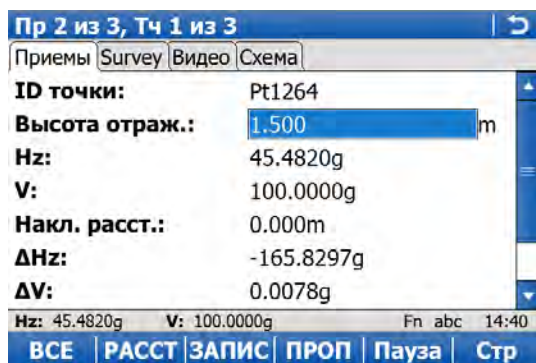 Пр 2 из 3, Тч 1 из 3
Приемы Survey Видео Схема
ID точки: Pt1264
Высота отраж.: 1.500 m
Hz: 45.4820g
V: 100.0000g
Накл. расст.: 0.000m
ΔHz: -165.8297g
ΔV: 0.0078g
Hz: 45.4820g V: 100.0000g Fn abc 14:40
ВСЕ РАССТ ЗАПИС ПРОП Пауза Стр